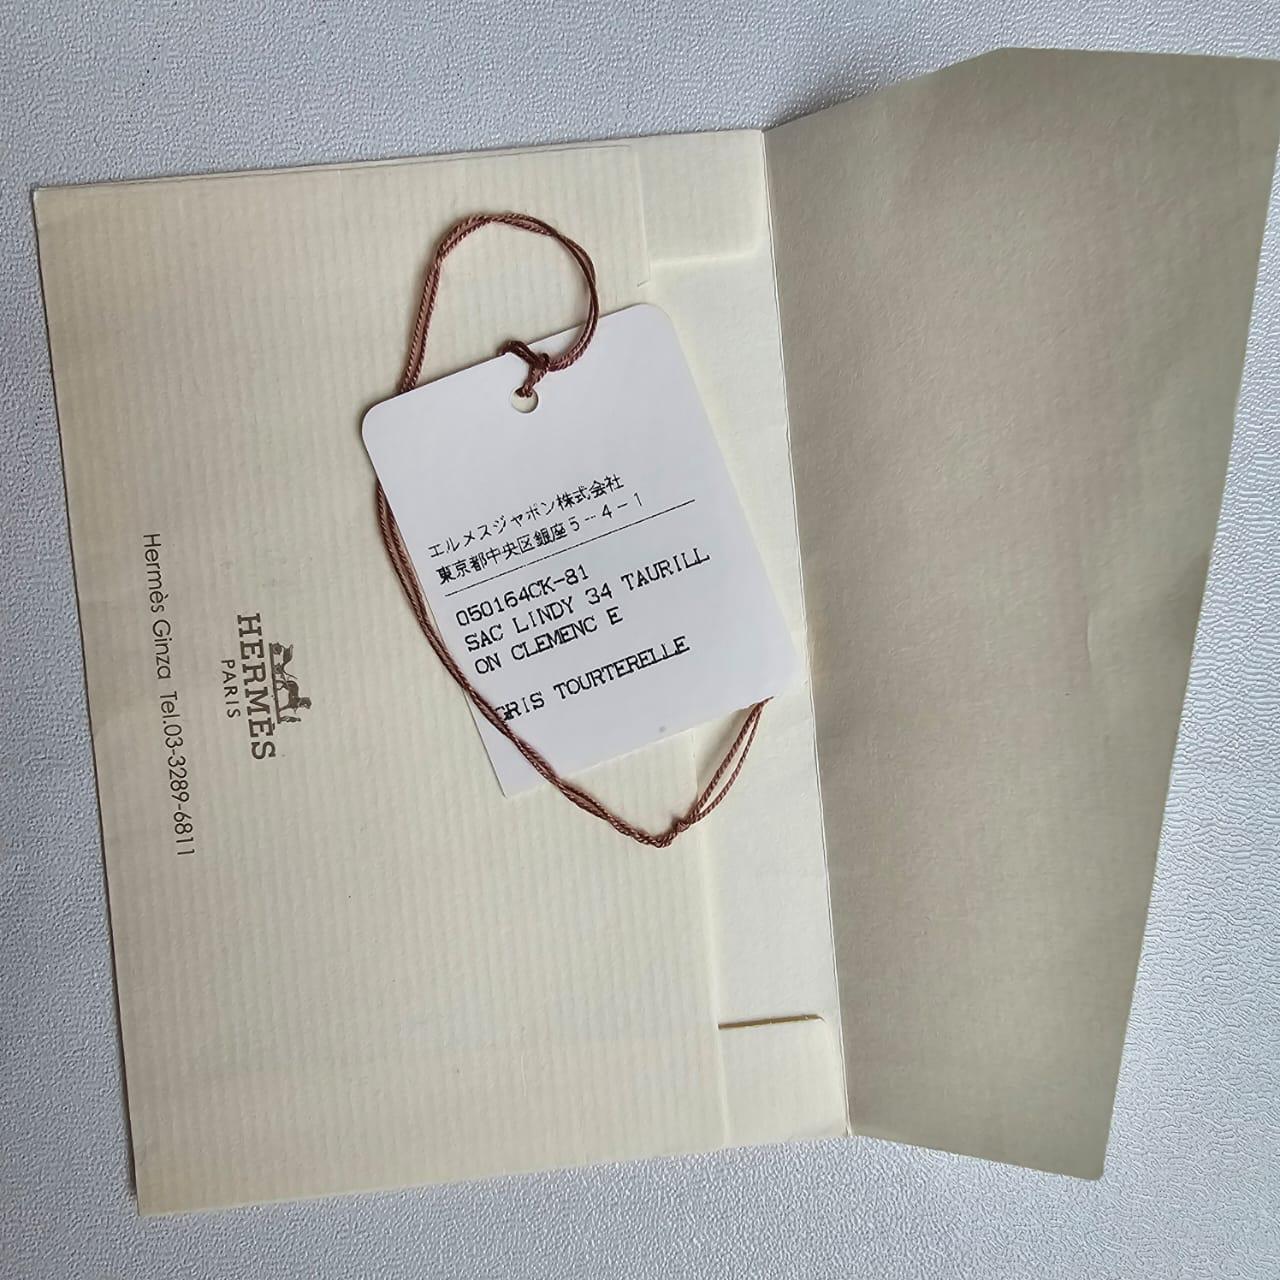 エルメスジャポン株式会社
東京都中央区銀座5-4-1
050164CK-81
SAC LINDY 34 TAURILL
ON CLEMENC E
GRIS TOURTERELLE
HERMÈS
PARIS
Hermès Ginza Tel.03-3289-6811